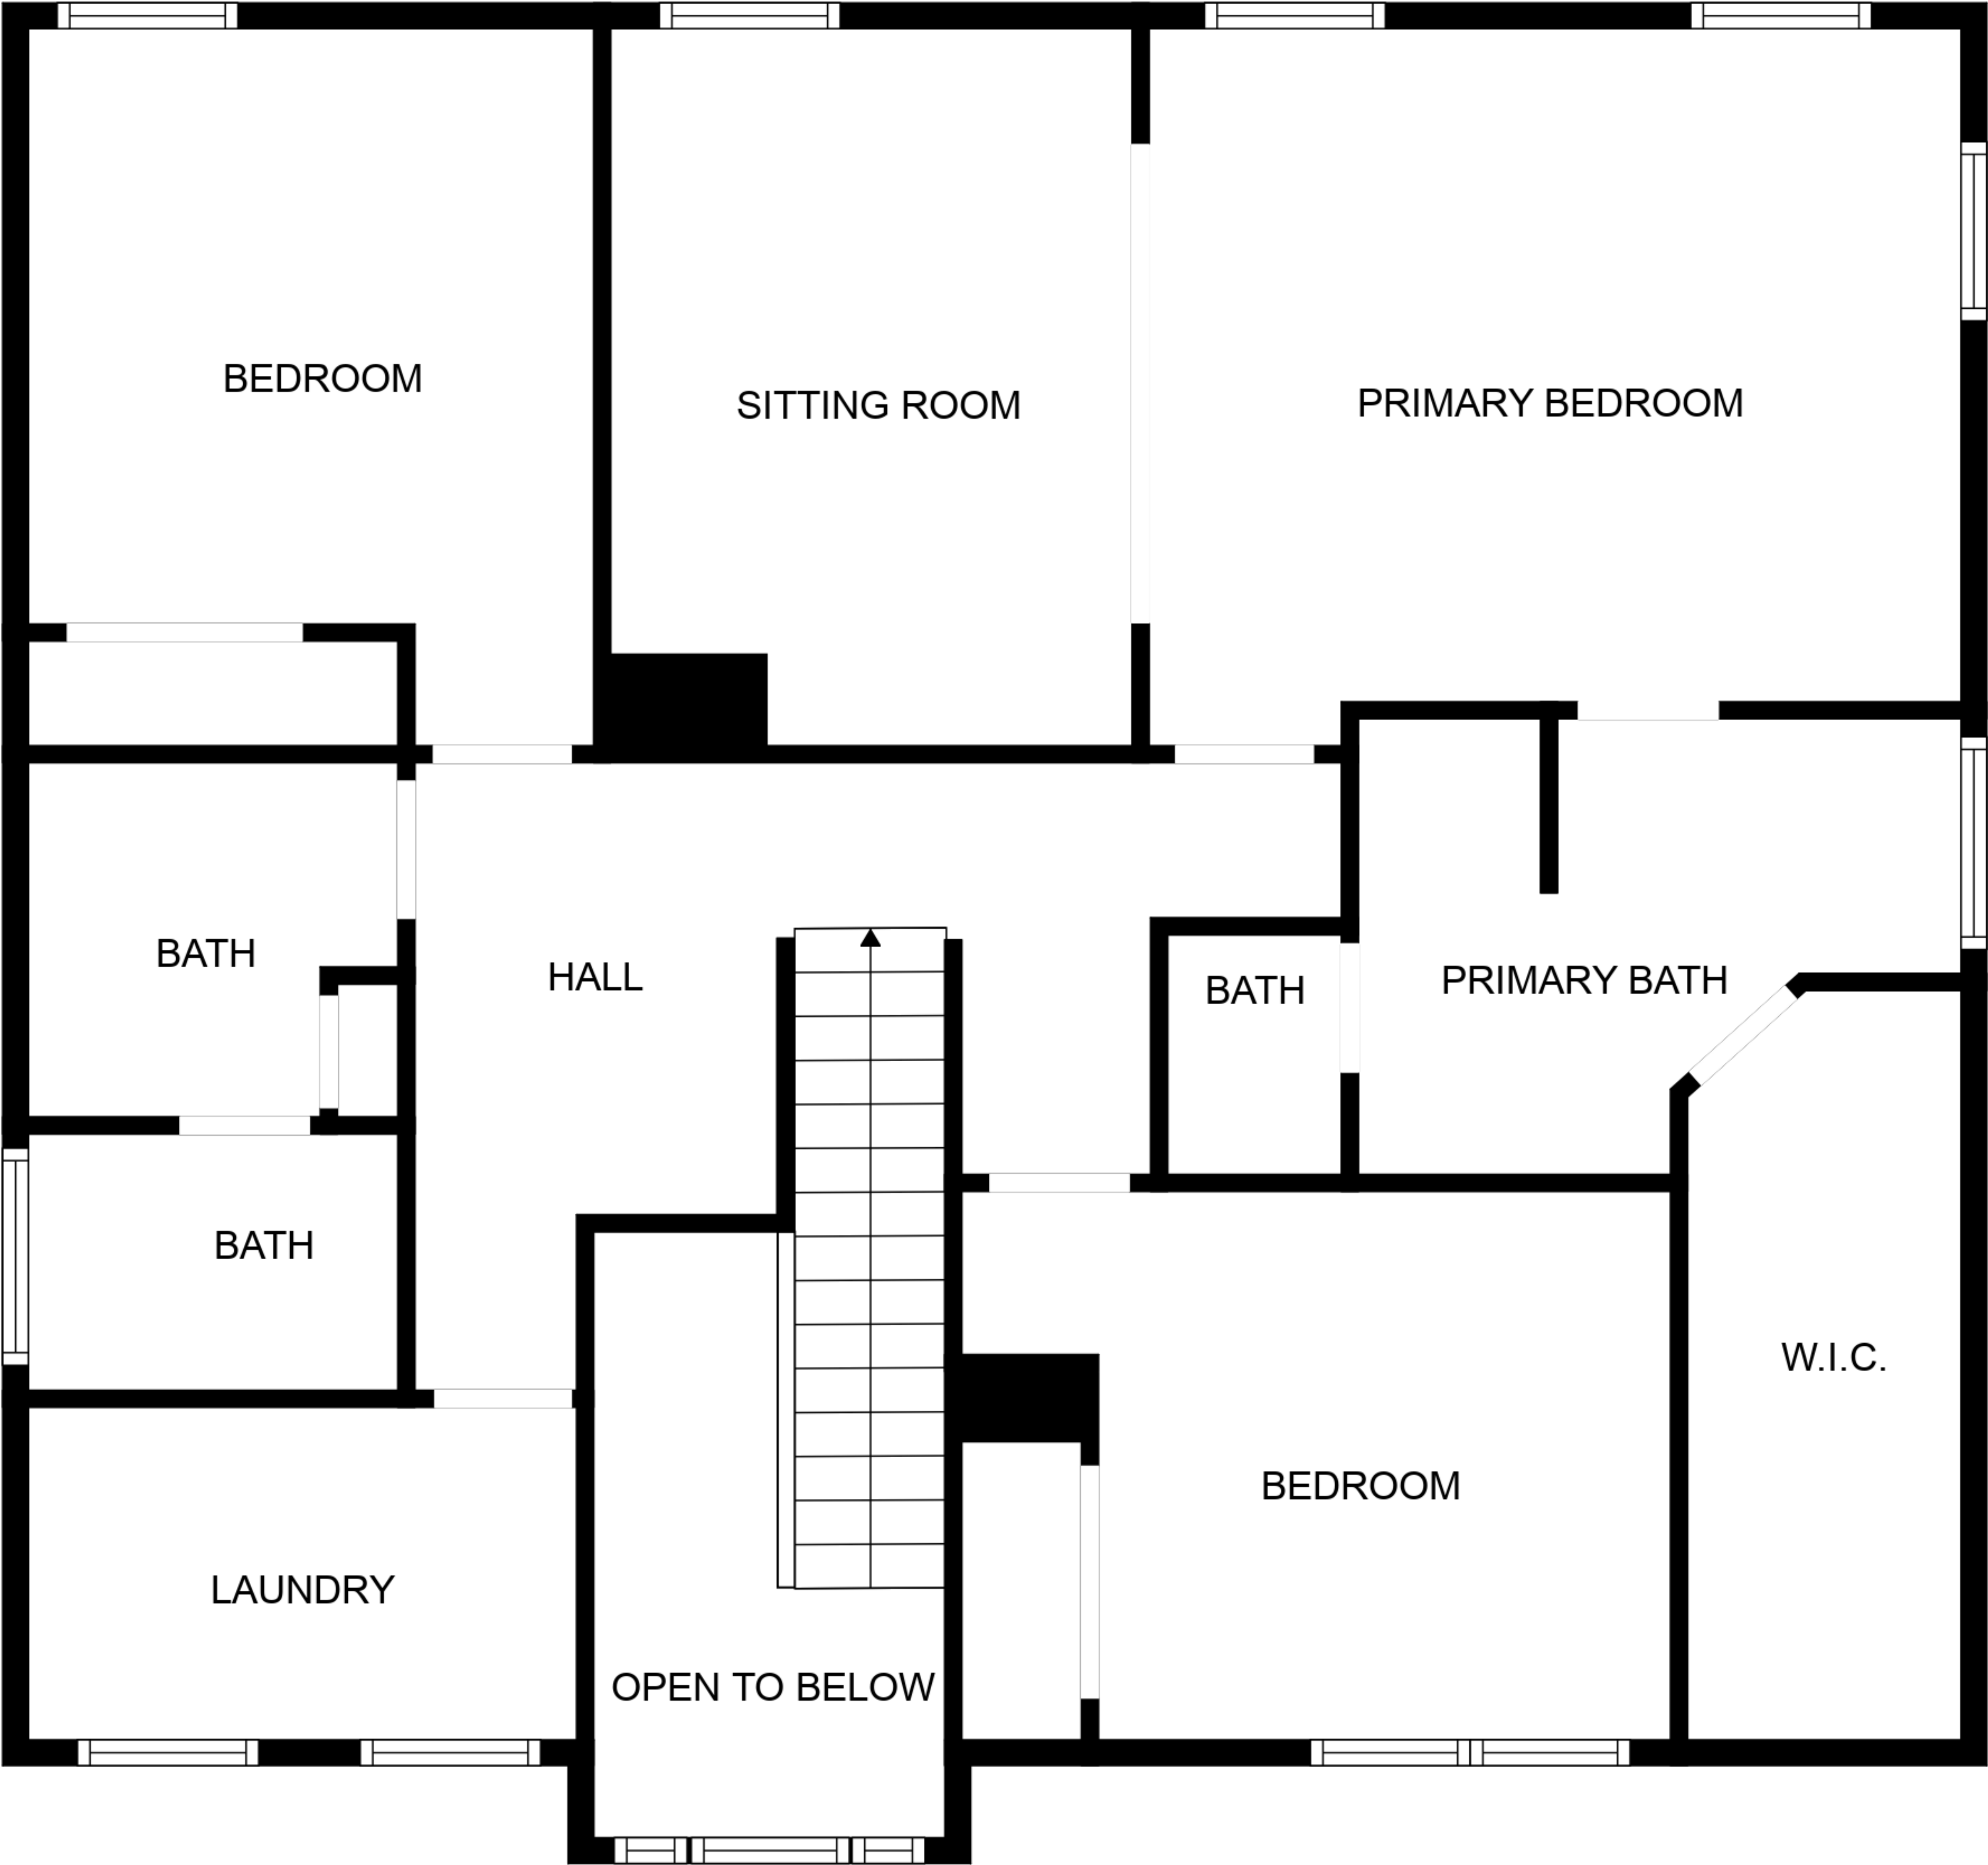 BEDROOM
SITTING ROOM
PRIMARY BEDROOM
BATH
HALL
BATH
PRIMARY BATH
BATH
W.I.C.
BEDROOM
LAUNDRY
OPEN TO BELOW